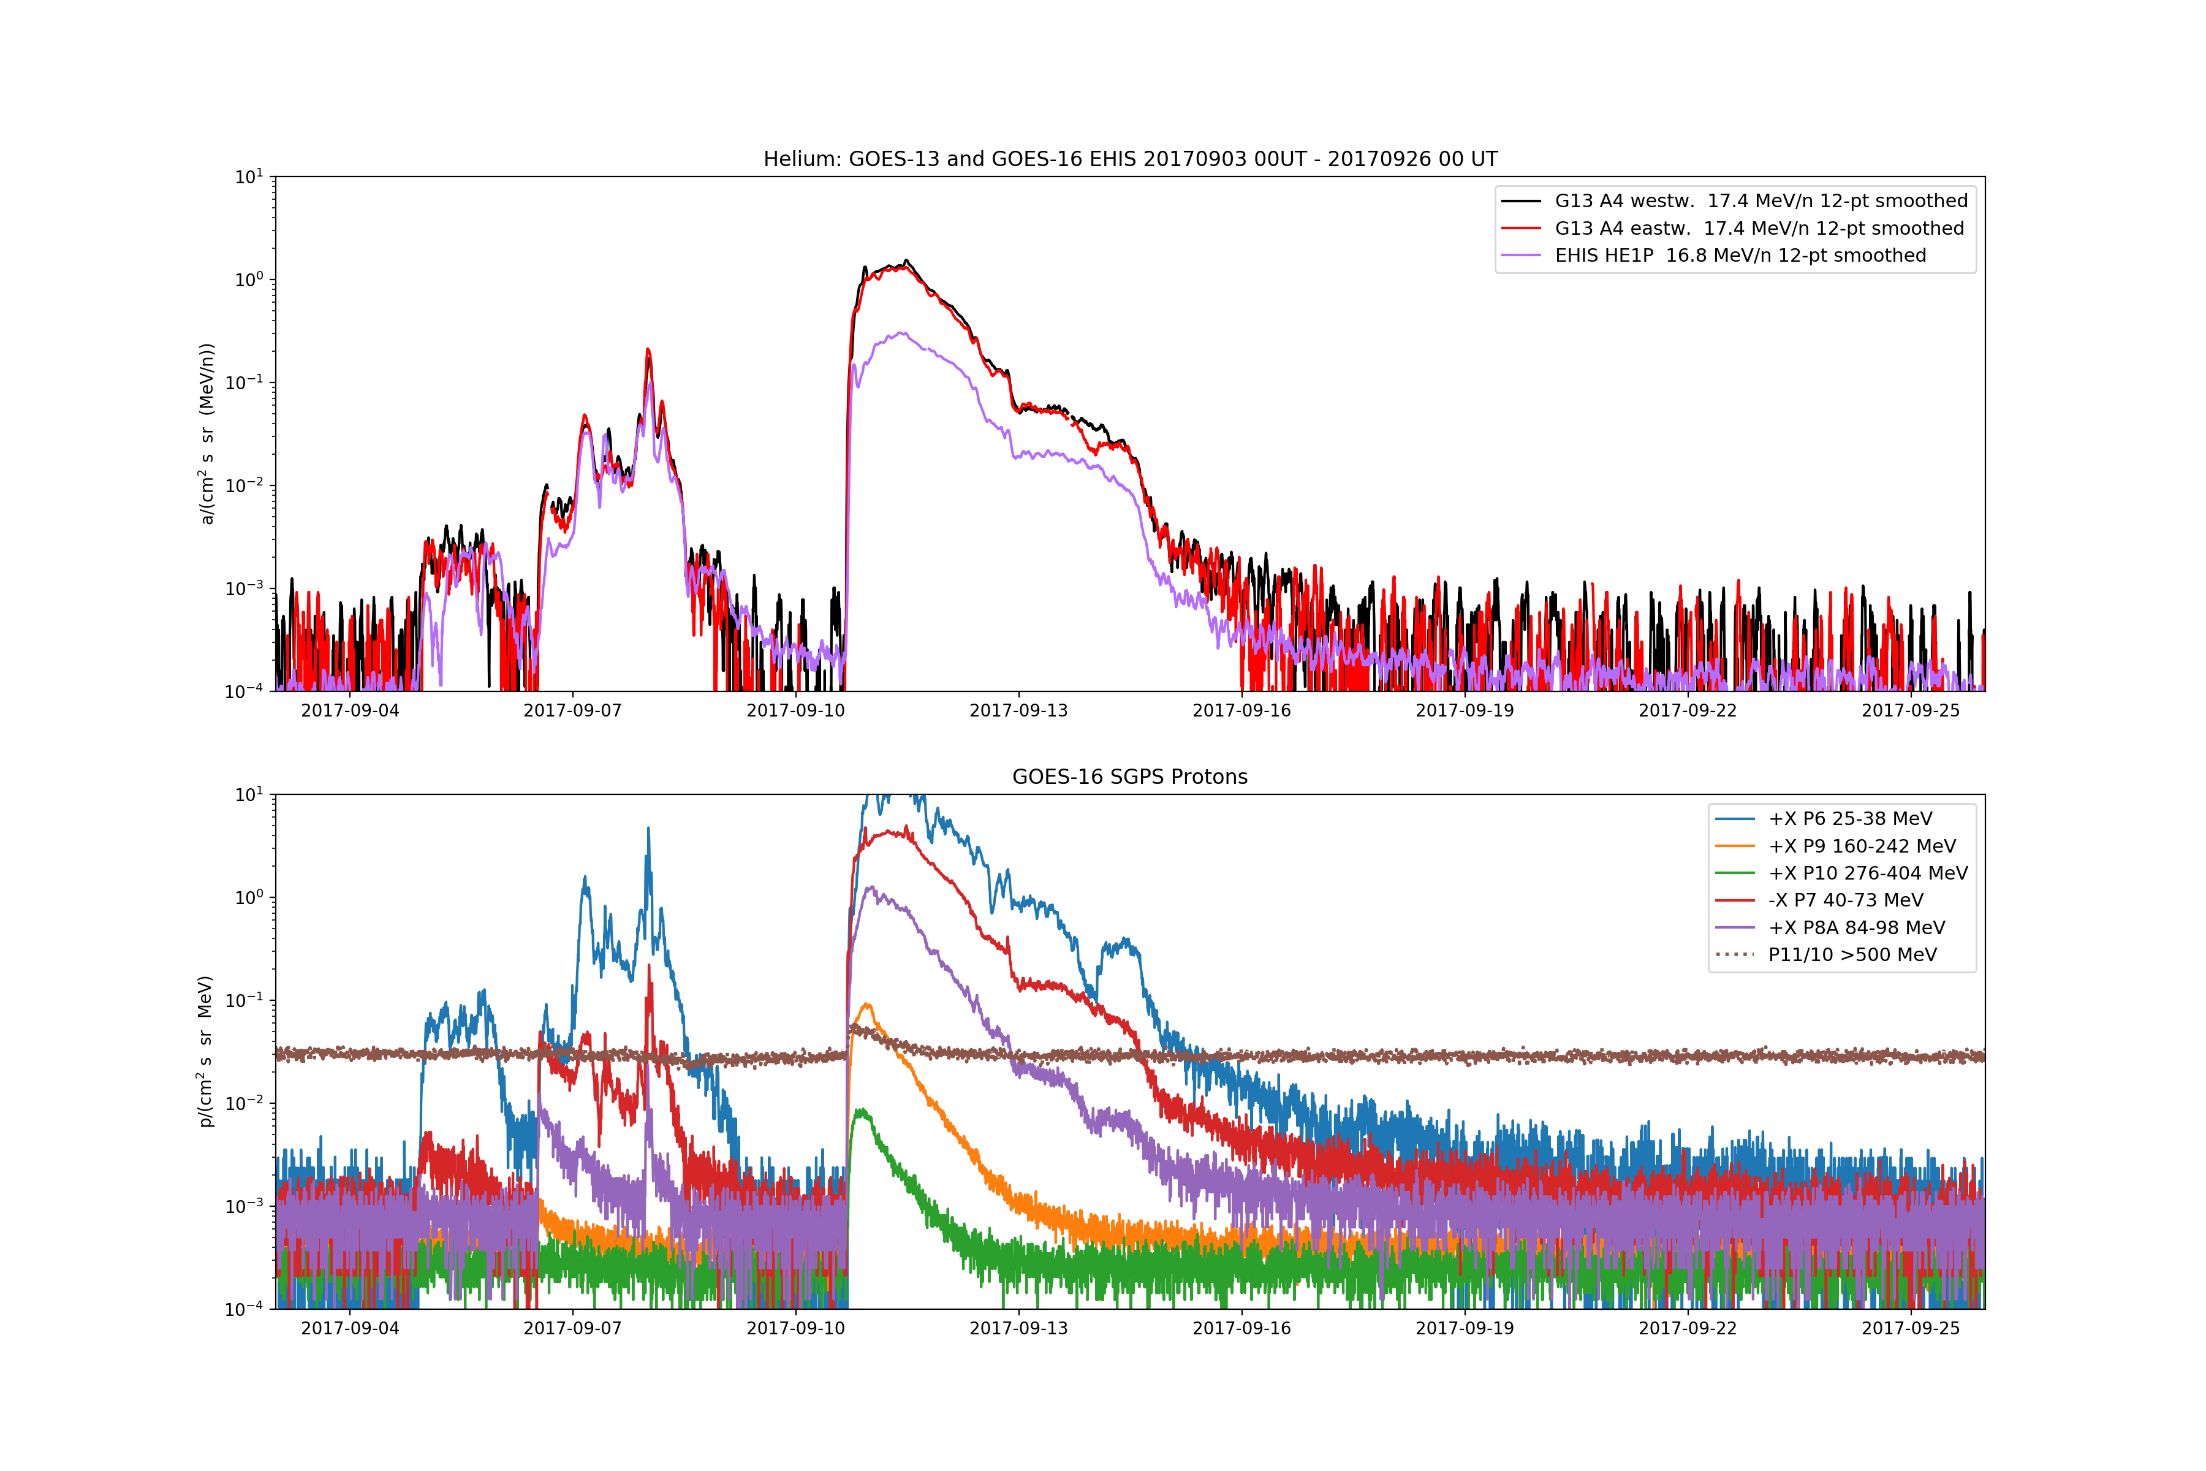 Helium: GOES-13 and GOES-16 EHIS 20170903 00UT - 20170926 00 UT
10¹
10⁰
10⁻¹
10⁻²
10⁻³
10⁻⁴
a/(cm² s sr (MeV/n))
G13 A4 westw. 17.4 MeV/n 12-pt smoothed
G13 A4 eastw. 17.4 MeV/n 12-pt smoothed
EHIS HE1P 16.8 MeV/n 12-pt smoothed
2017-09-04 2017-09-07 2017-09-10 2017-09-13 2017-09-16 2017-09-19 2017-09-22 2017-09-25
GOES-16 SGPS Protons
10¹
10⁰
10⁻¹
10⁻²
10⁻³
10⁻⁴
p/(cm² s sr MeV)
+X P6 25-38 MeV
+X P9 160-242 MeV
+X P10 276-404 MeV
-X P7 40-73 MeV
+X P8A 84-98 MeV
P11/10 >500 MeV
2017-09-04 2017-09-07 2017-09-10 2017-09-13 2017-09-16 2017-09-19 2017-09-22 2017-09-25